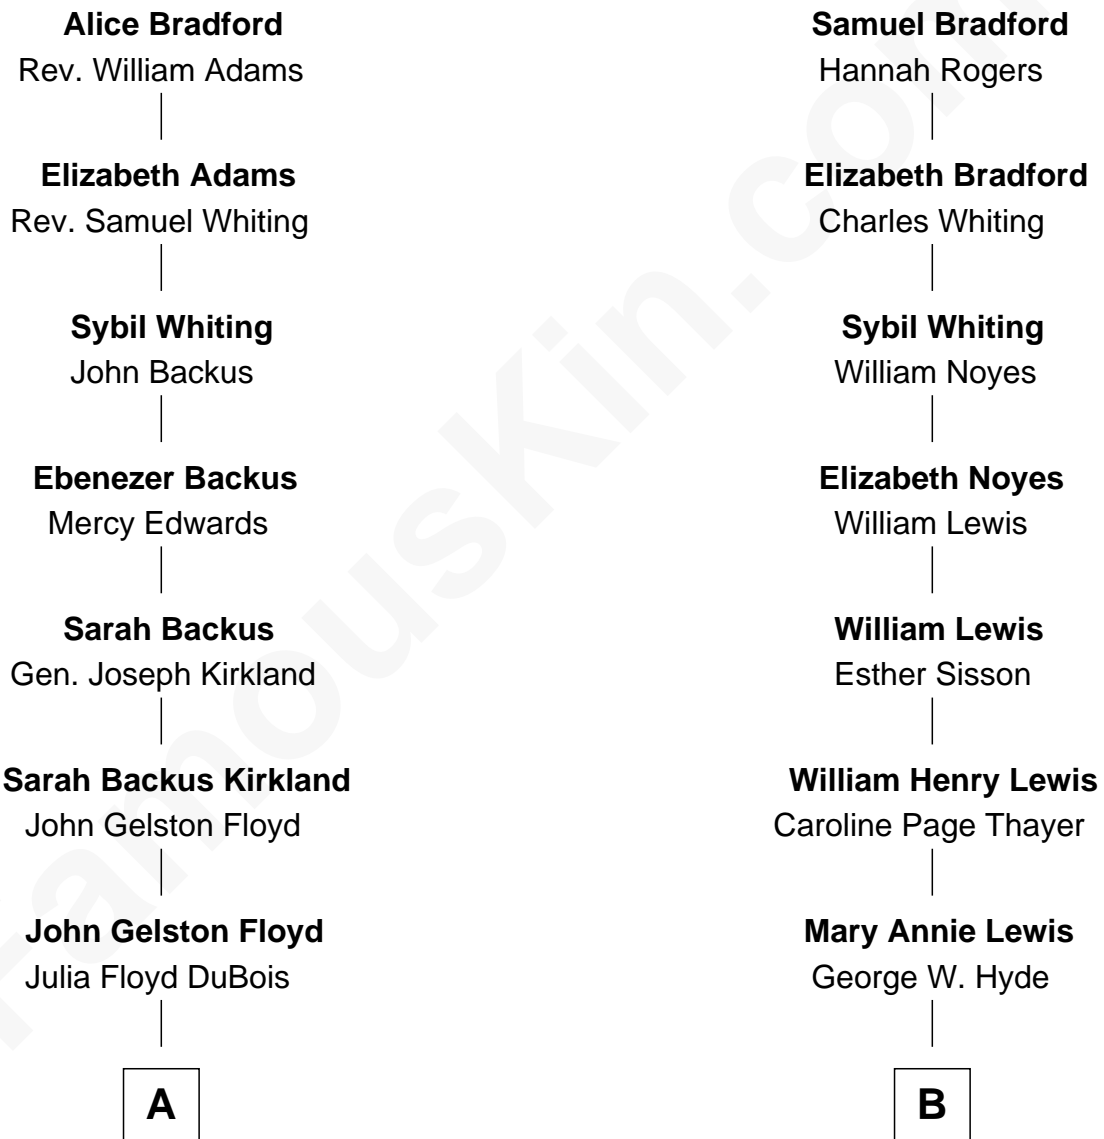 Alice Bradford
Rev. William Adams
Elizabeth Adams
Rev. Samuel Whiting
Sybil Whiting
John Backus
Ebenezer Backus
Mercy Edwards
Sarah Backus
Gen. Joseph Kirkland
Sarah Backus Kirkland
John Gelston Floyd
John Gelston Floyd
Julia Floyd DuBois
A
Samuel Bradford
Hannah Rogers
Elizabeth Bradford
Charles Whiting
Sybil Whiting
William Noyes
Elizabeth Noyes
William Lewis
William Lewis
Esther Sisson
William Henry Lewis
Caroline Page Thayer
Mary Annie Lewis
George W. Hyde
B
FamousKin.com